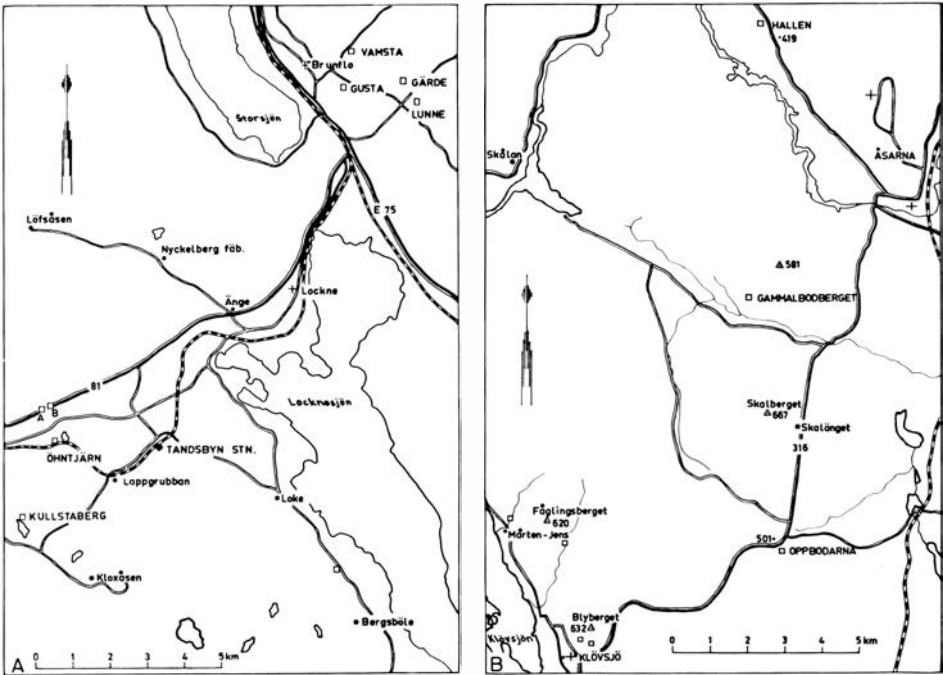 VAMSTA
Brunflo
GUSTA
GÄRDE
LUNNE
Storsjön
E 75
Löfsåsen
Nyckelberg fäb.
Lockne
Änge
Locknesjön
81
A
B
ÖHNTJÄRN
TANDSBYN STN.
Lappgrubban
Loke
KULLSTABERG
Kloxåsen
Bergsböle
A
0 1 2 3 4 5 km
HALLEN
419
Skålan
ÅSARNA
581
GAMMALBODBERGET
Skalberget
667
Skalänget
316
Fåglingsberget
620
Mårten-Jens
501
OPPBODARNA
Blyberget
632
Klövsjön
KLÖVSJÖ
B
0 1 2 3 4 5 km